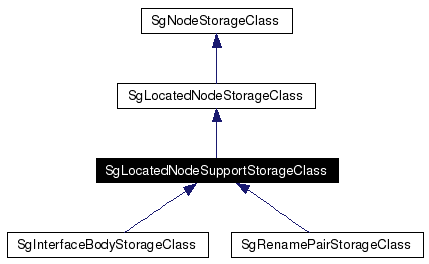 SgNodeStorageClass
SgLocatedNodeStorageClass
SgLocatedNodeSupportStorageClass
SgInterfaceBodyStorageClass
SgRenamePairStorageClass